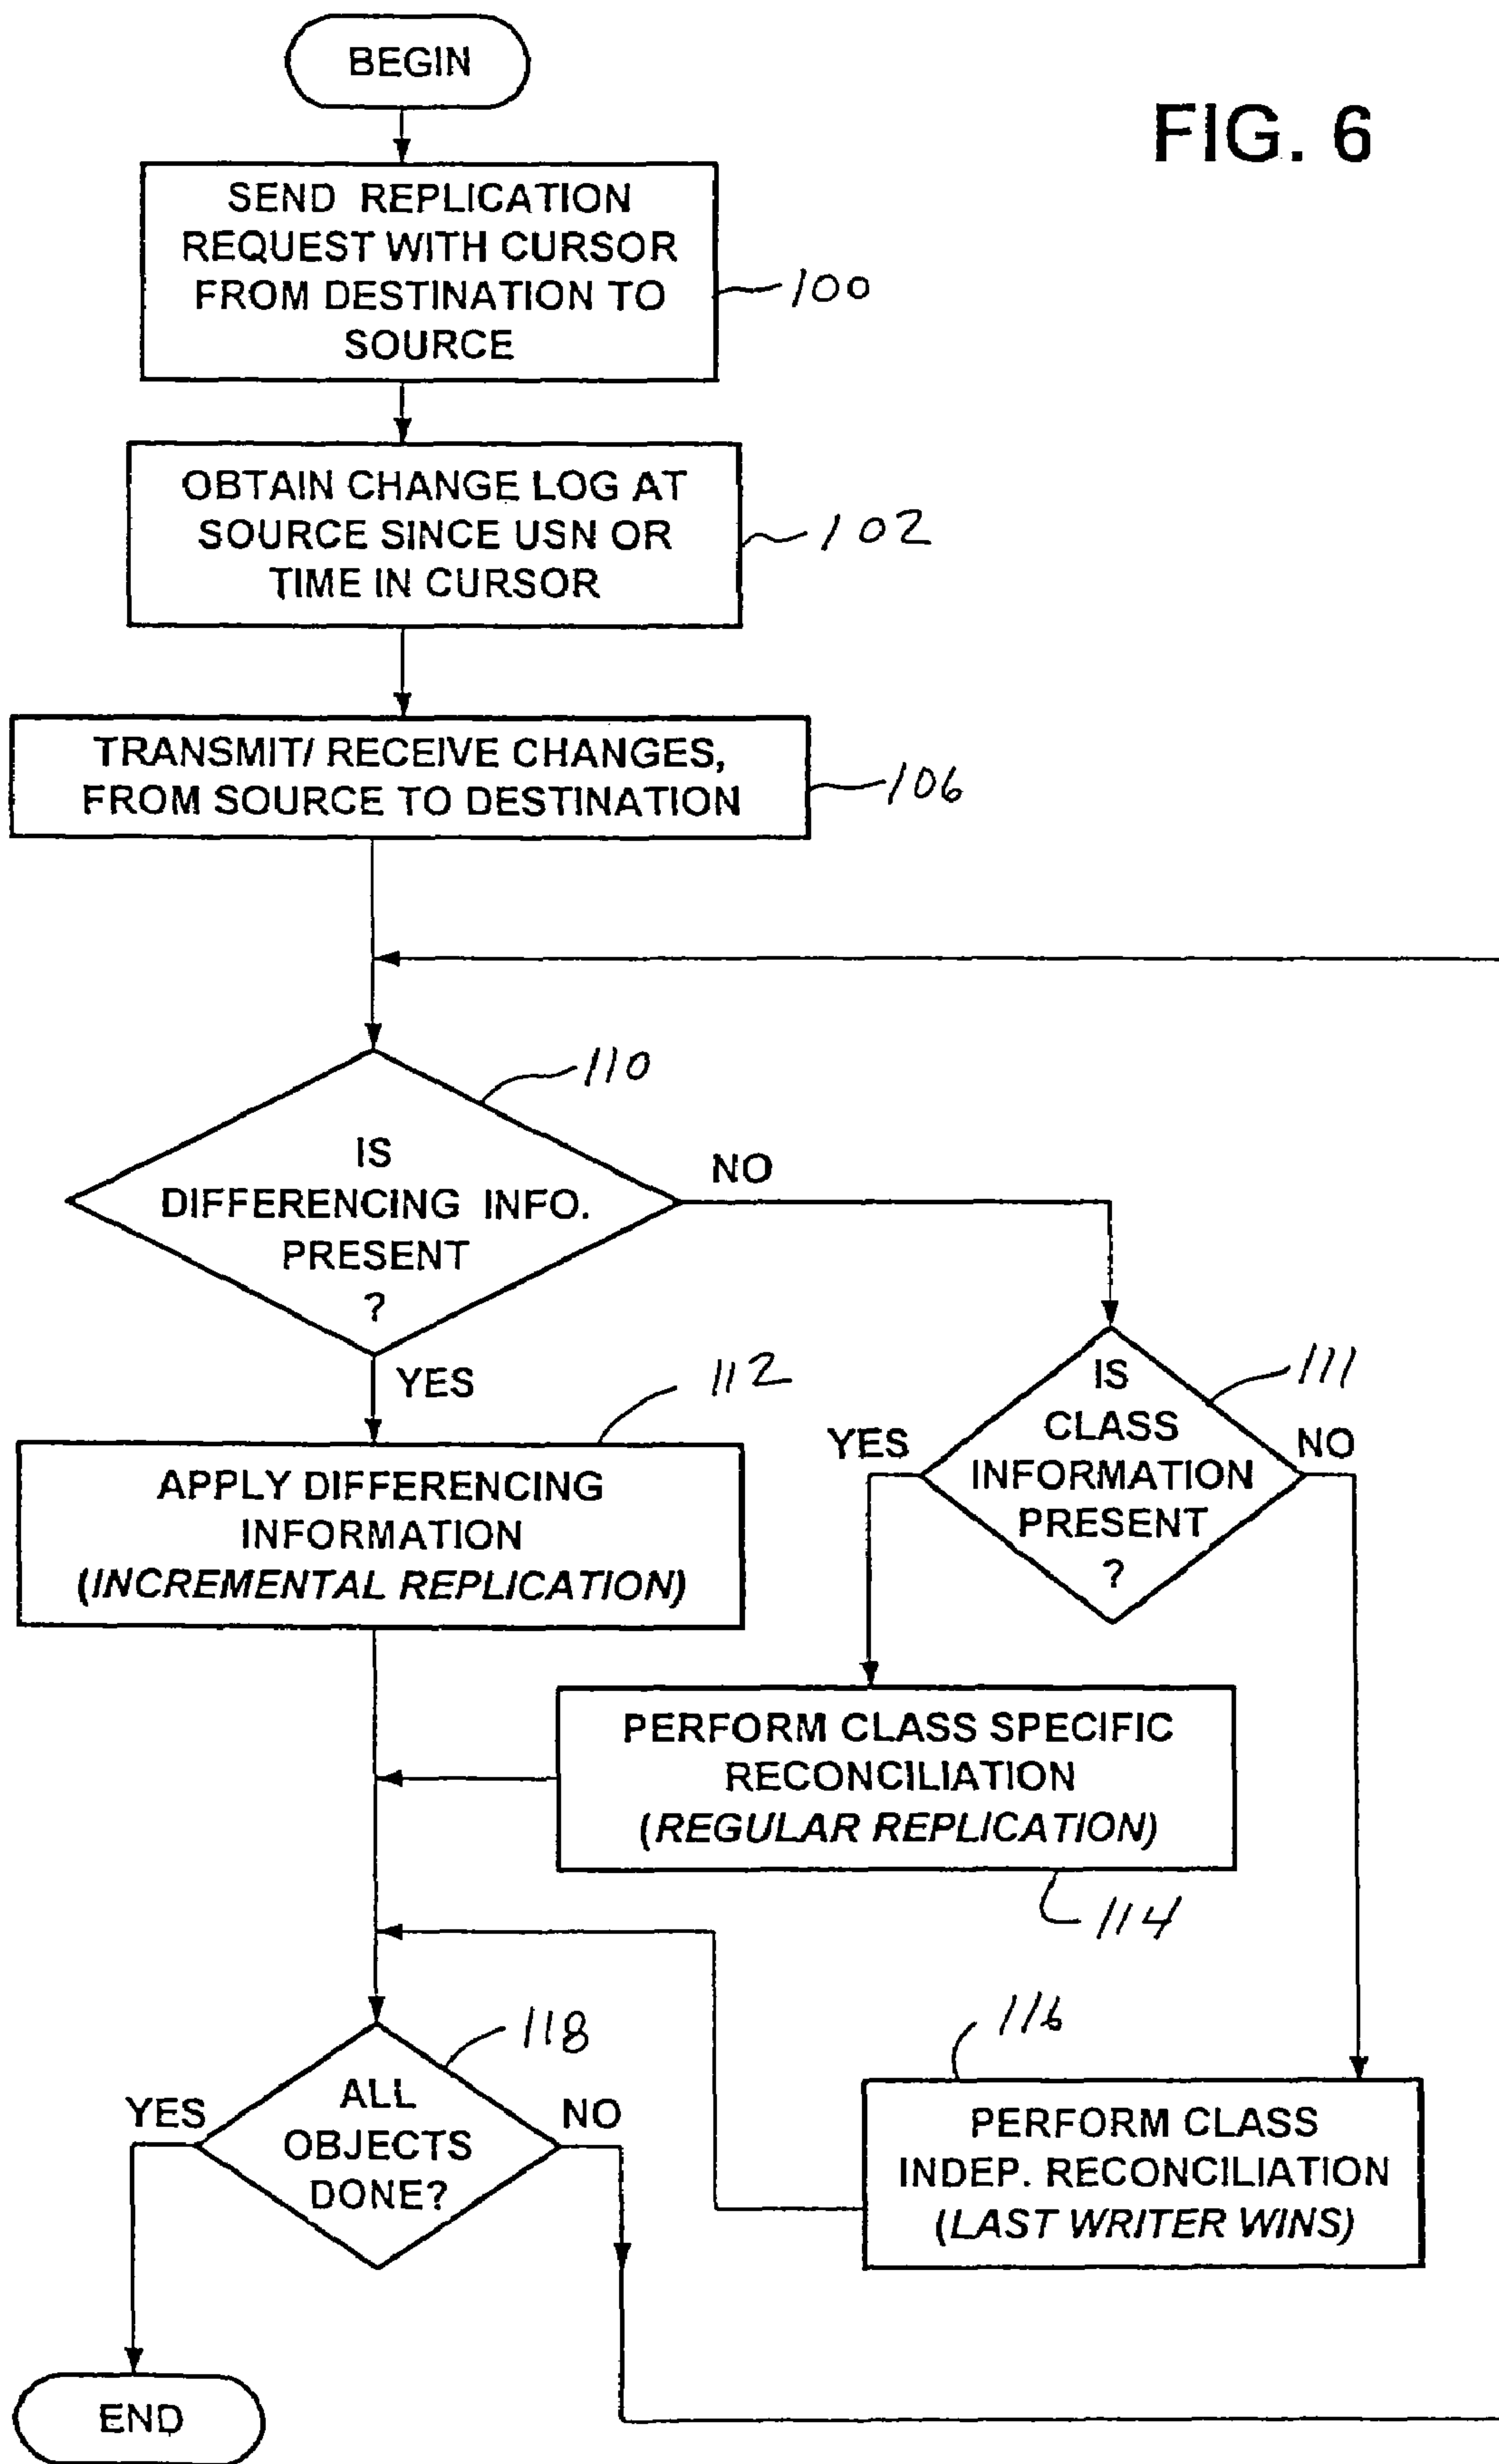 BEGIN
FIG. 6
SEND REPLICATION
REQUEST WITH CURSOR
FROM DESTINATION TO
SOURCE
100
OBTAIN CHANGE LOG AT
SOURCE SINCE USN OR
TIME IN CURSOR
102
TRANSMIT/ RECEIVE CHANGES,
FROM SOURCE TO DESTINATION
106
110
IS
DIFFERENCING INFO.
PRESENT
?
NO
YES
112
APPLY DIFFERENCING
INFORMATION
(INCREMENTAL REPLICATION)
111
IS
CLASS
INFORMATION
PRESENT
?
YES
NO
PERFORM CLASS SPECIFIC
RECONCILIATION
(REGULAR REPLICATION)
114
116
PERFORM CLASS
INDEP. RECONCILIATION
(LAST WRITER WINS)
118
ALL
OBJECTS
DONE?
YES
NO
END